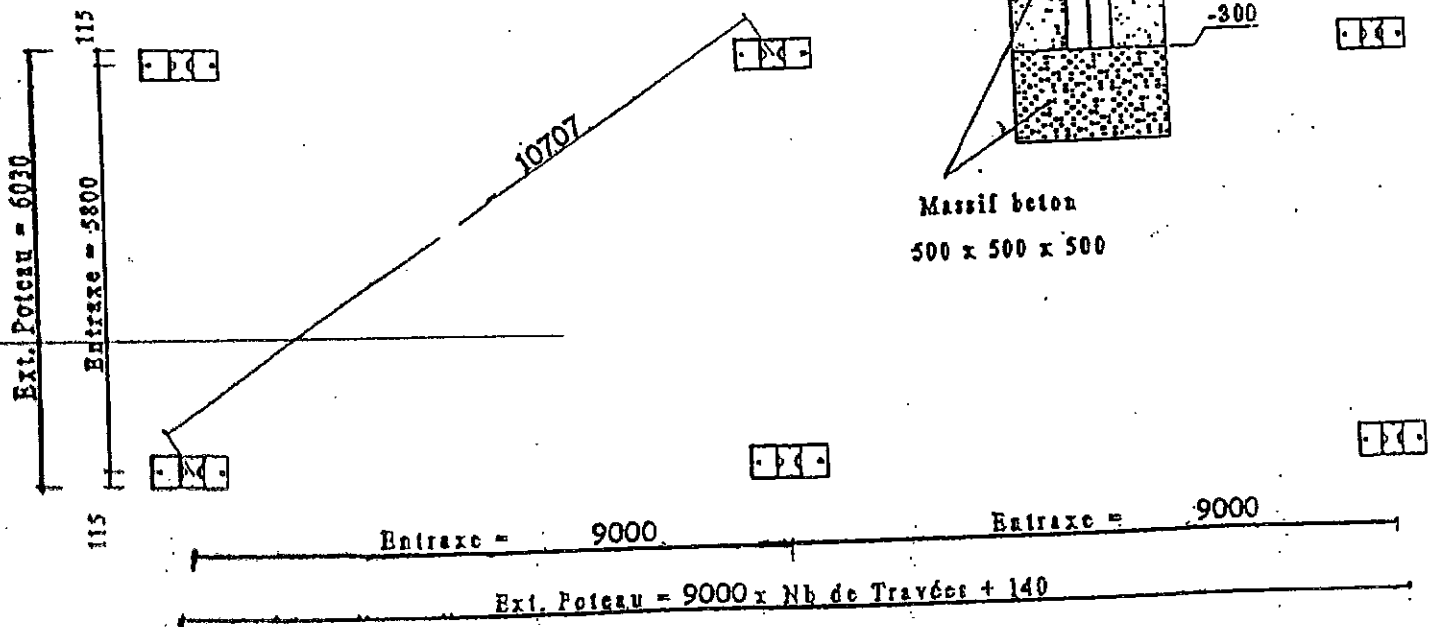 115
-300
10707
Ext. Poteau = 6030
Entraxe = 5800
Massif beton
500 x 500 x 500
115
Entraxe = 9000
Entraxe = 9000
Ext. Poteau = 9000 x Nb de Travées + 140